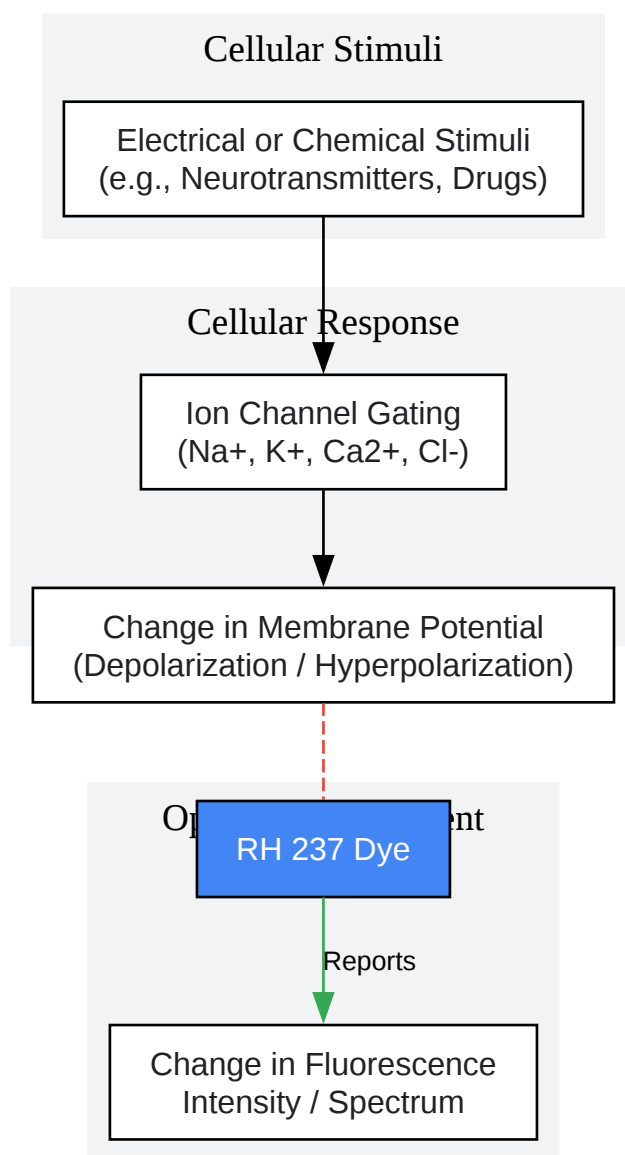 Cellular Stimuli
Electrical or Chemical Stimuli
(e.g., Neurotransmitters, Drugs)
Cellular Response
Ion Channel Gating
(Na+, K+, Ca2+, Cl-)
Change in Membrane Potential
(Depolarization / Hyperpolarization)
RH 237 Dye
Reports
Change in Fluorescence
Intensity / Spectrum